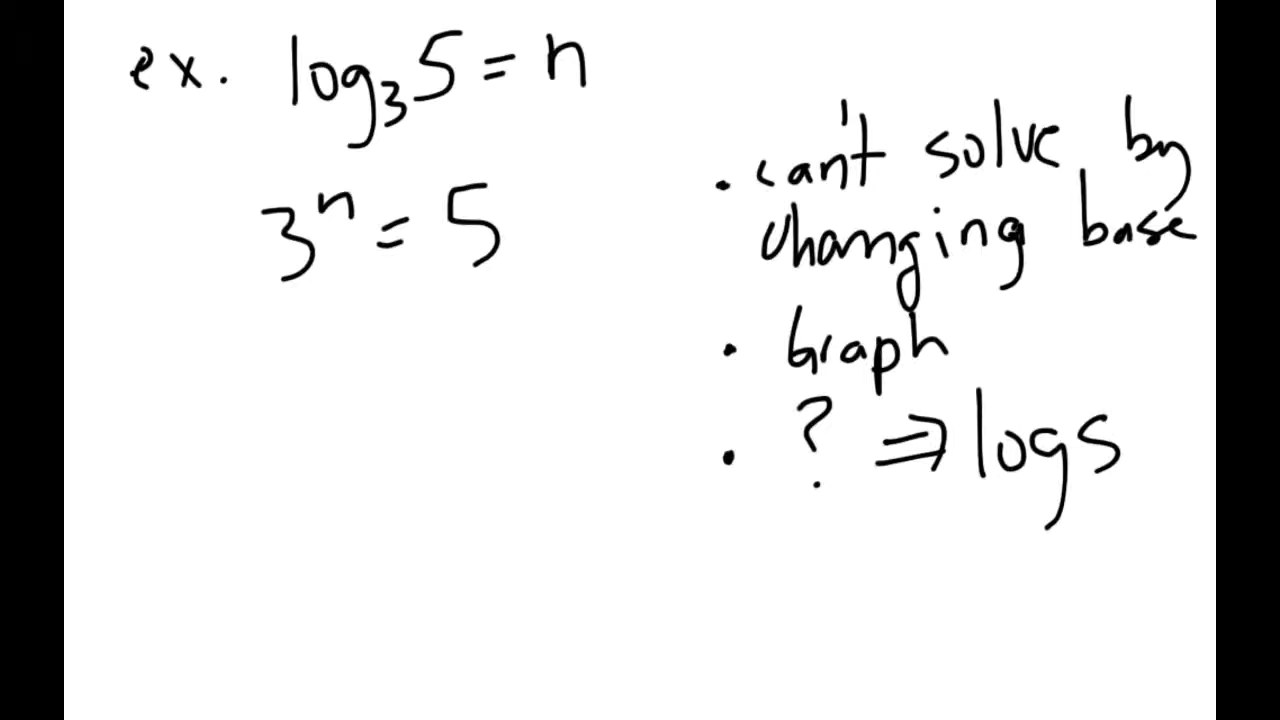 ex. log₃5 = n
3ⁿ = 5
• can't solve by
changing base
• Graph
• ? ⇒ logs